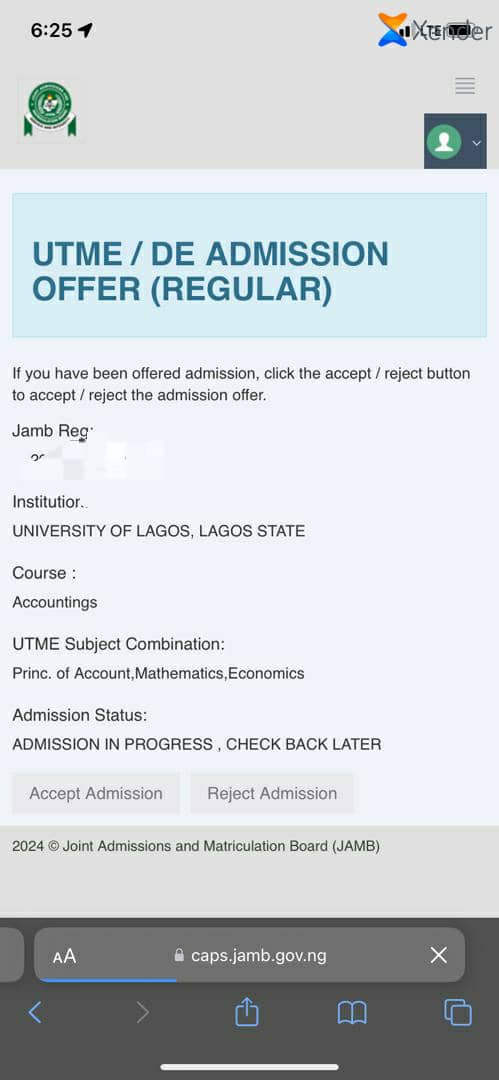 6:25
Xender
LTE
UTME / DE ADMISSION
OFFER (REGULAR)
If you have been offered admission, click the accept / reject button
to accept / reject the admission offer.
Jamb Reg:
Institutior.
UNIVERSITY OF LAGOS, LAGOS STATE
Course :
Accountings
UTME Subject Combination:
Princ. of Account,Mathematics,Economics
Admission Status:
ADMISSION IN PROGRESS , CHECK BACK LATER
Accept Admission Reject Admission
2024 © Joint Admissions and Matriculation Board (JAMB)
AA caps.jamb.gov.ng